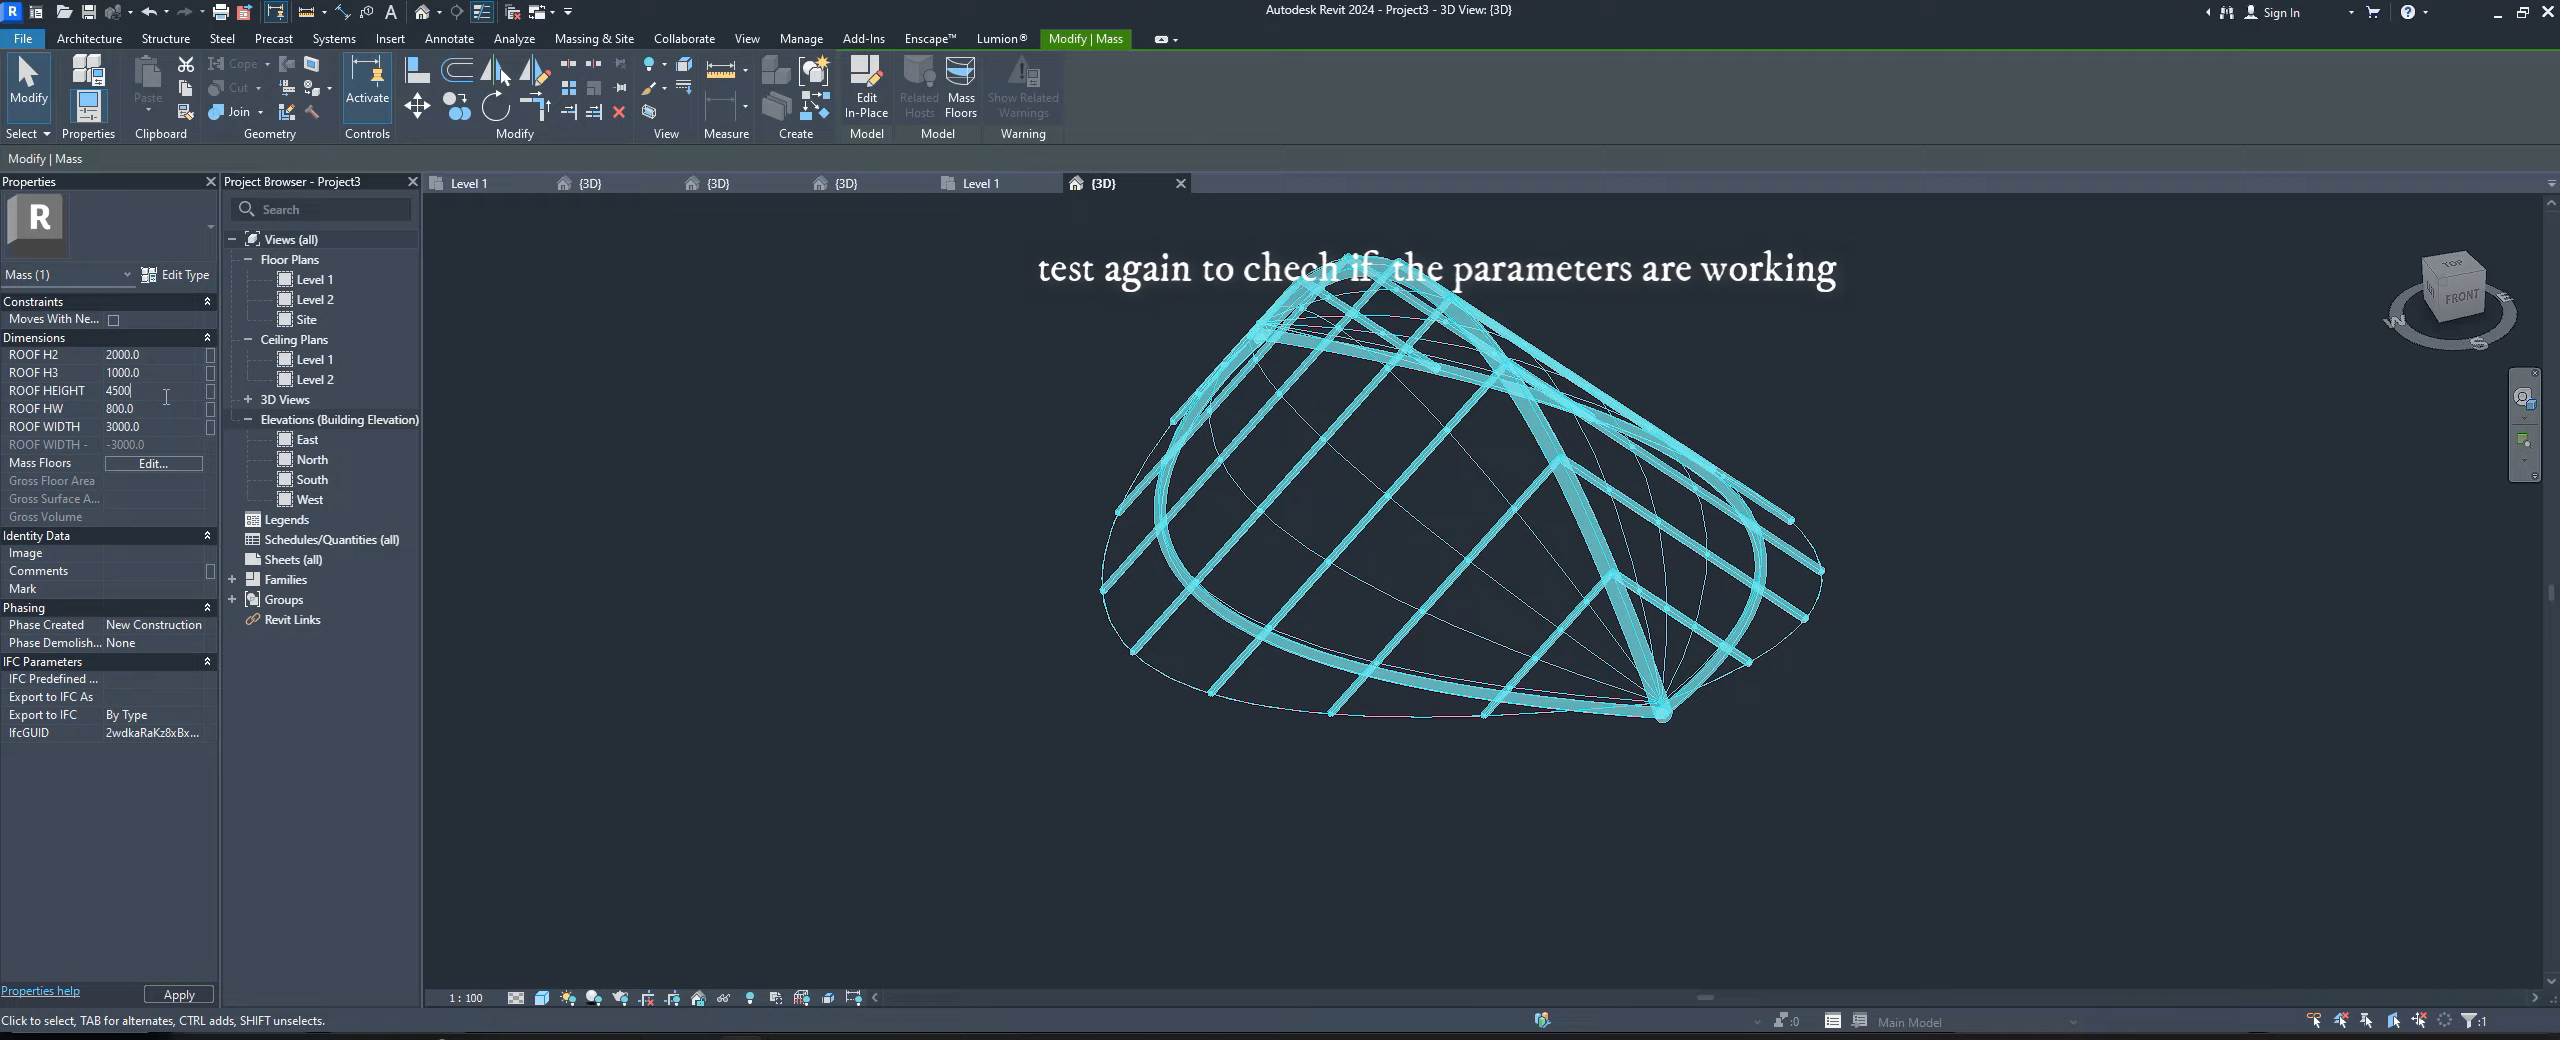 Autodesk Revit 2024 - Project3 - 3D View: {3D}
Sign In
File Architecture Structure Steel Precast Systems Insert Annotate Analyze Massing & Site Collaborate View Manage Add-Ins Enscape™ Lumion® Modify | Mass
Modify
Paste
Cope
Cut
Join
Activate
Edit
In-Place
Related
Hosts
Mass
Floors
Show Related
Warnings
Select Properties Clipboard Geometry Controls Modify View Measure Create Model Model Warning
Modify | Mass
Properties
R
Mass (1)
Edit Type
Constraints
Moves With Ne...
Dimensions
ROOF H2 2000.0
ROOF H3 1000.0
ROOF HEIGHT 4500
ROOF HW 800.0
ROOF WIDTH 3000.0
ROOF WIDTH - -3000.0
Mass Floors Edit...
Gross Floor Area
Gross Surface A...
Gross Volume
Identity Data
Image
Comments
Mark
Phasing
Phase Created New Construction
Phase Demolish... None
IFC Parameters
IFC Predefined ...
Export to IFC As
Export to IFC By Type
IfcGUID 2wdkaRaKz8xBx...
Properties help
Apply
Project Browser - Project3
Search
Views (all)
Floor Plans
Level 1
Level 2
Site
Ceiling Plans
Level 1
Level 2
3D Views
Elevations (Building Elevation)
East
North
South
West
Legends
Schedules/Quantities (all)
Sheets (all)
Families
Groups
Revit Links
Level 1 {3D} {3D} {3D} Level 1 {3D}
test again to chech if the parameters are working
TOP
FRONT
W
S
1 : 100
Click to select, TAB for alternates, CTRL adds, SHIFT unselects.
:0
Main Model
:1